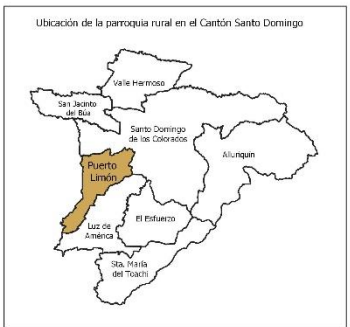 Ubicación de la parroquia rural en el Cantón Santo Domingo
Valle Hermoso
San Jacinto
del Búa
Santo Domingo
de los Colorados
Alluriquin
Puerto
Limón
El Esfuerzo
Luz de
América
Sta. María
del Toachi